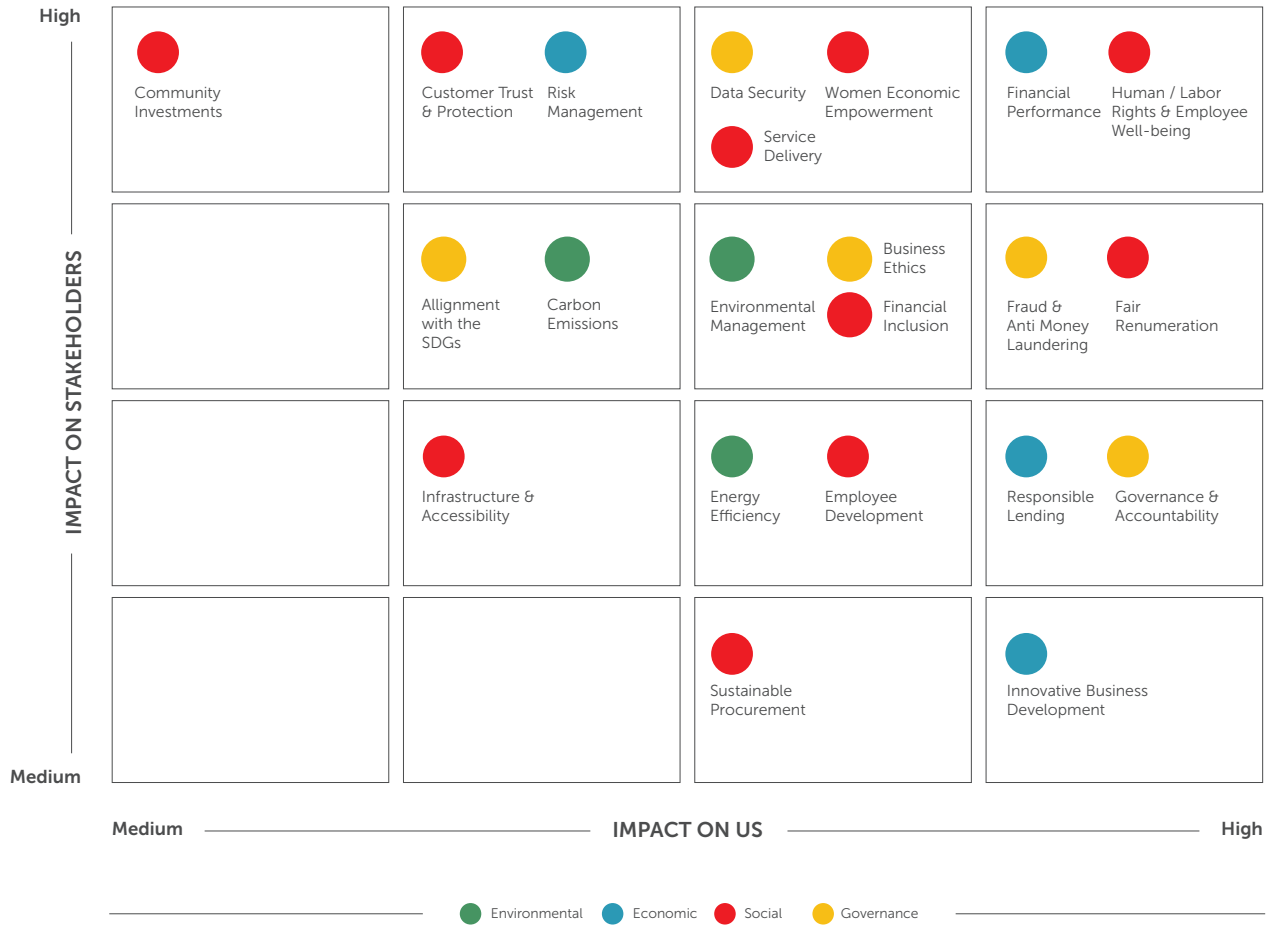 High
Community
Investments
Customer Trust
& Protection
Risk
Management
Data Security
Women Economic
Empowerment
Service
Delivery
Financial
Performance
Human / Labor
Rights & Employee
Well-being
IMPACT ON STAKEHOLDERS
Allignment
with the
SDGs
Carbon
Emissions
Environmental
Management
Business
Ethics
Financial
Inclusion
Fraud &
Anti Money
Laundering
Fair
Renumeration
Infrastructure &
Accessibility
Energy
Efficiency
Employee
Development
Responsible
Lending
Governance &
Accountability
Sustainable
Procurement
Innovative Business
Development
Medium
Medium
IMPACT ON US
High
Environmental
Economic
Social
Governance